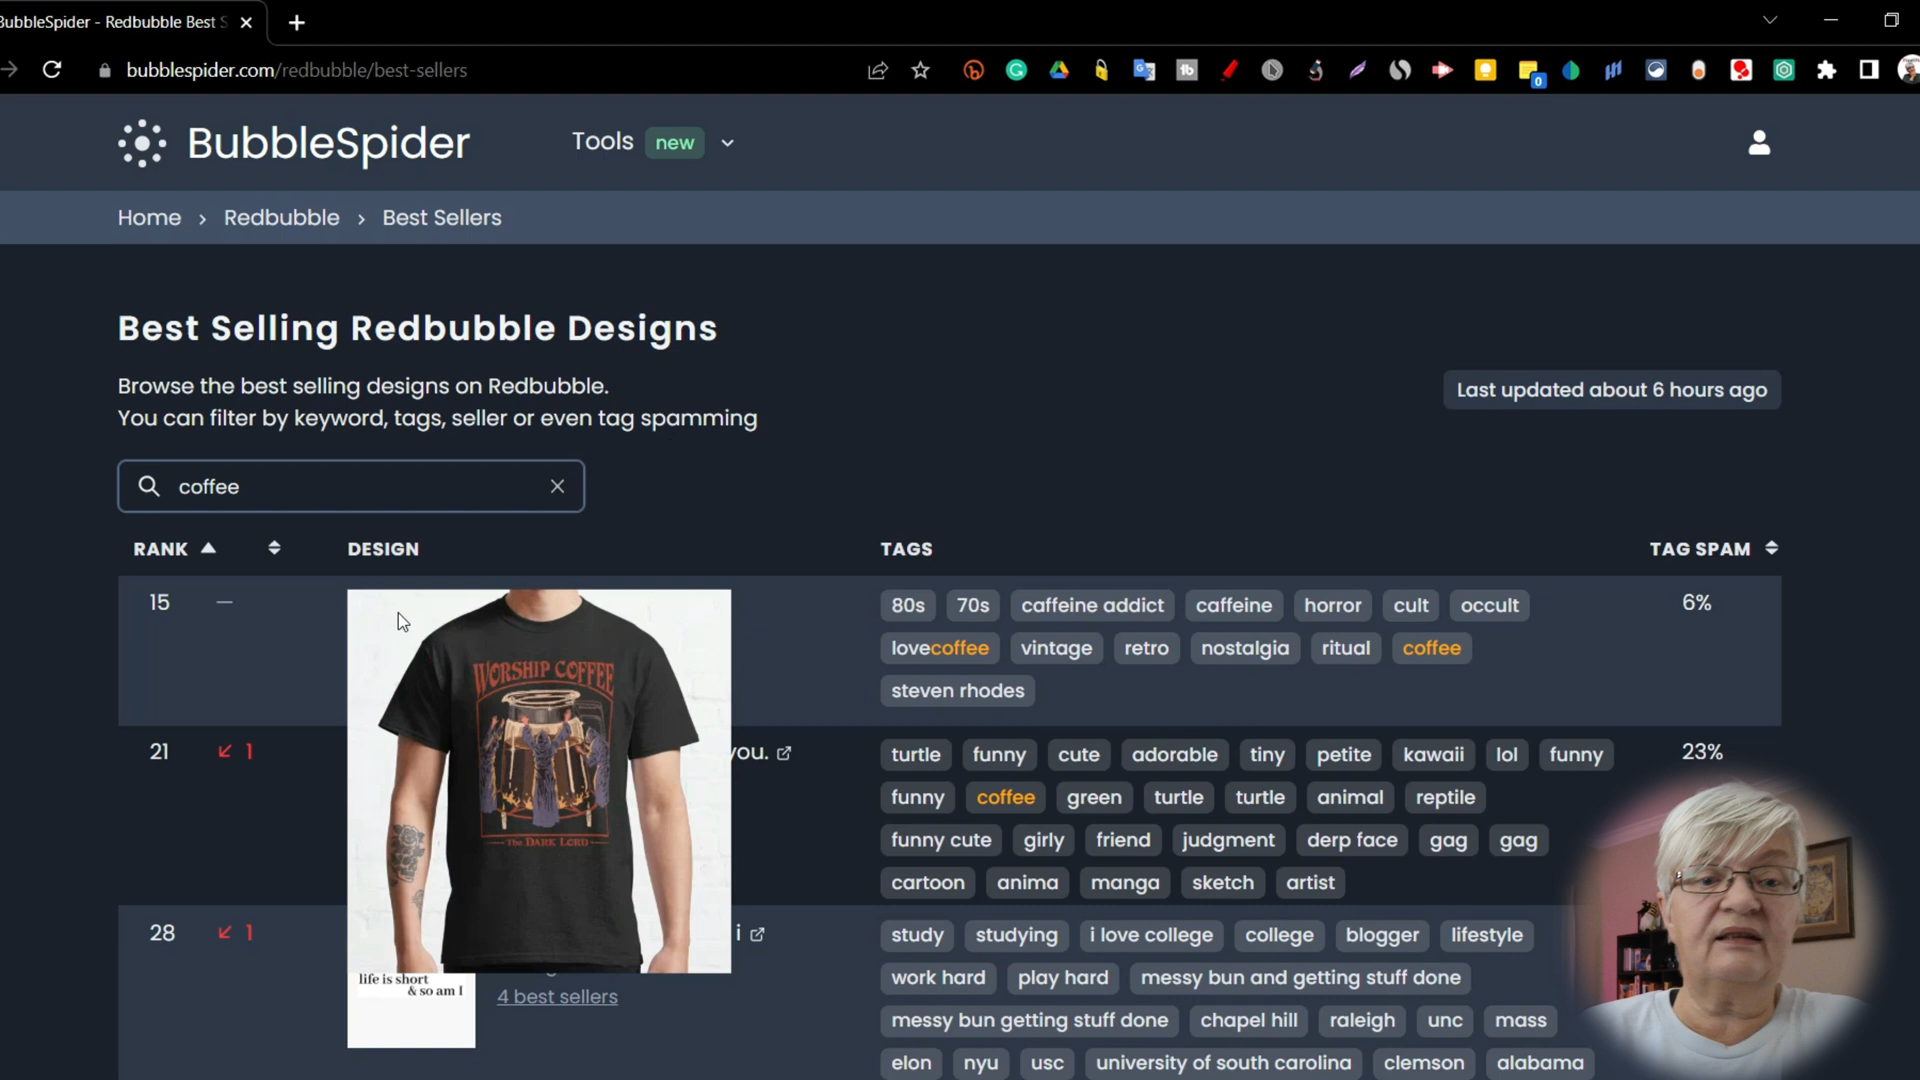 BubbleSpider - Redbubble Best S
bubblespider.com/redbubble/best-sellers
0
BubbleSpider
Tools new
Home > Redbubble > Best Sellers
Best Selling Redbubble Designs
Browse the best selling designs on Redbubble.
You can filter by keyword, tags, seller or even tag spamming
Last updated about 6 hours ago
coffee
RANK DESIGN TAGS TAG SPAM
15 — 80s 70s caffeine addict caffeine horror cult occult 6%
lovecoffee vintage retro nostalgia ritual coffee
steven rhodes
WORSHIP COFFEE
The DARK LORD
21 1 you. turtle funny cute adorable tiny petite kawaii lol funny 23%
funny coffee green turtle turtle animal reptile
funny cute girly friend judgment derp face gag gag
cartoon anima manga sketch artist
28 1 i study studying i love college college blogger lifestyle
life is short
& so am I
4 best sellers
work hard play hard messy bun and getting stuff done
messy bun getting stuff done chapel hill raleigh unc mass
elon nyu usc university of south carolina clemson alabama